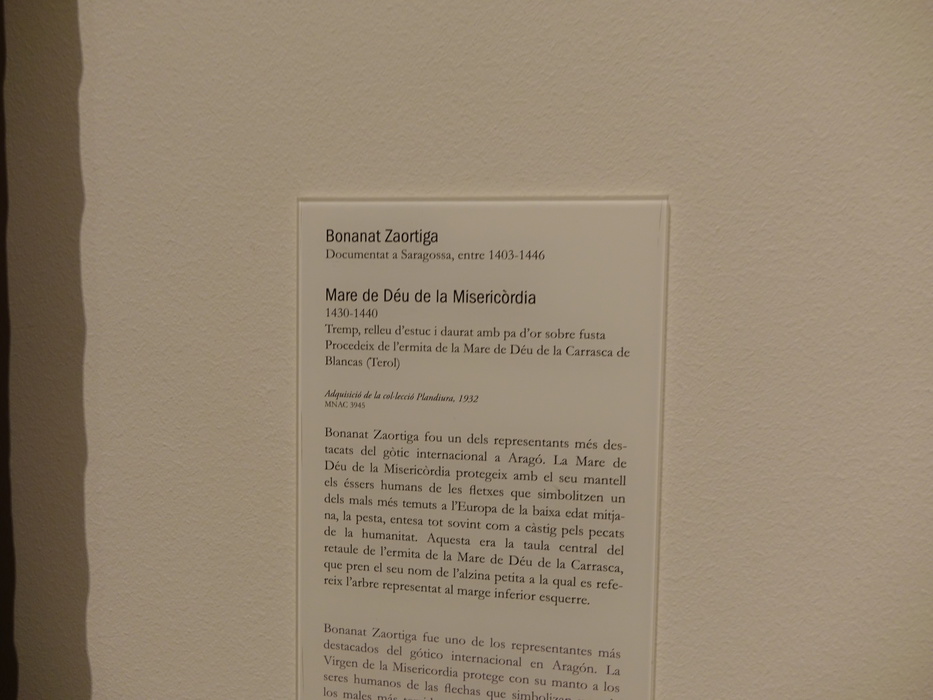 Bonanat Zaortiga
Documentat a Saragossa, entre 1403-1446
Mare de Déu de la Misericòrdia
1430-1440
Tremp, relleu d'estuc i daurat amb pa d'or sobre fusta
Procedeix de l'ermita de la Mare de Déu de la Carrasca de
Blancas (Terol)
Adquisició de la col·lecció Plandiura, 1932
MNAC 3945
Bonanat Zaortiga fou un dels representants més des-
tacats del gòtic internacional a Aragó. La Mare de
Déu de la Misericòrdia protegeix amb el seu mantell
els éssers humans de les fletxes que simbolitzen un
dels mals més temuts a l'Europa de la baixa edat mitja-
na, la pesta, entesa tot sovint com a càstig pels pecats
de la humanitat. Aquesta era la taula central del
retaule de l'ermita de la Mare de Déu de la Carrasca,
que pren el seu nom de l'alzina petita a la qual es refe-
reix l'arbre representat al marge inferior esquerre.
Bonanat Zaortiga fue uno de los representantes más
destacados del gótico internacional en Aragón. La
Virgen de la Misericordia protege con su manto a los
seres humanos de las flechas que simbolizan
los males más